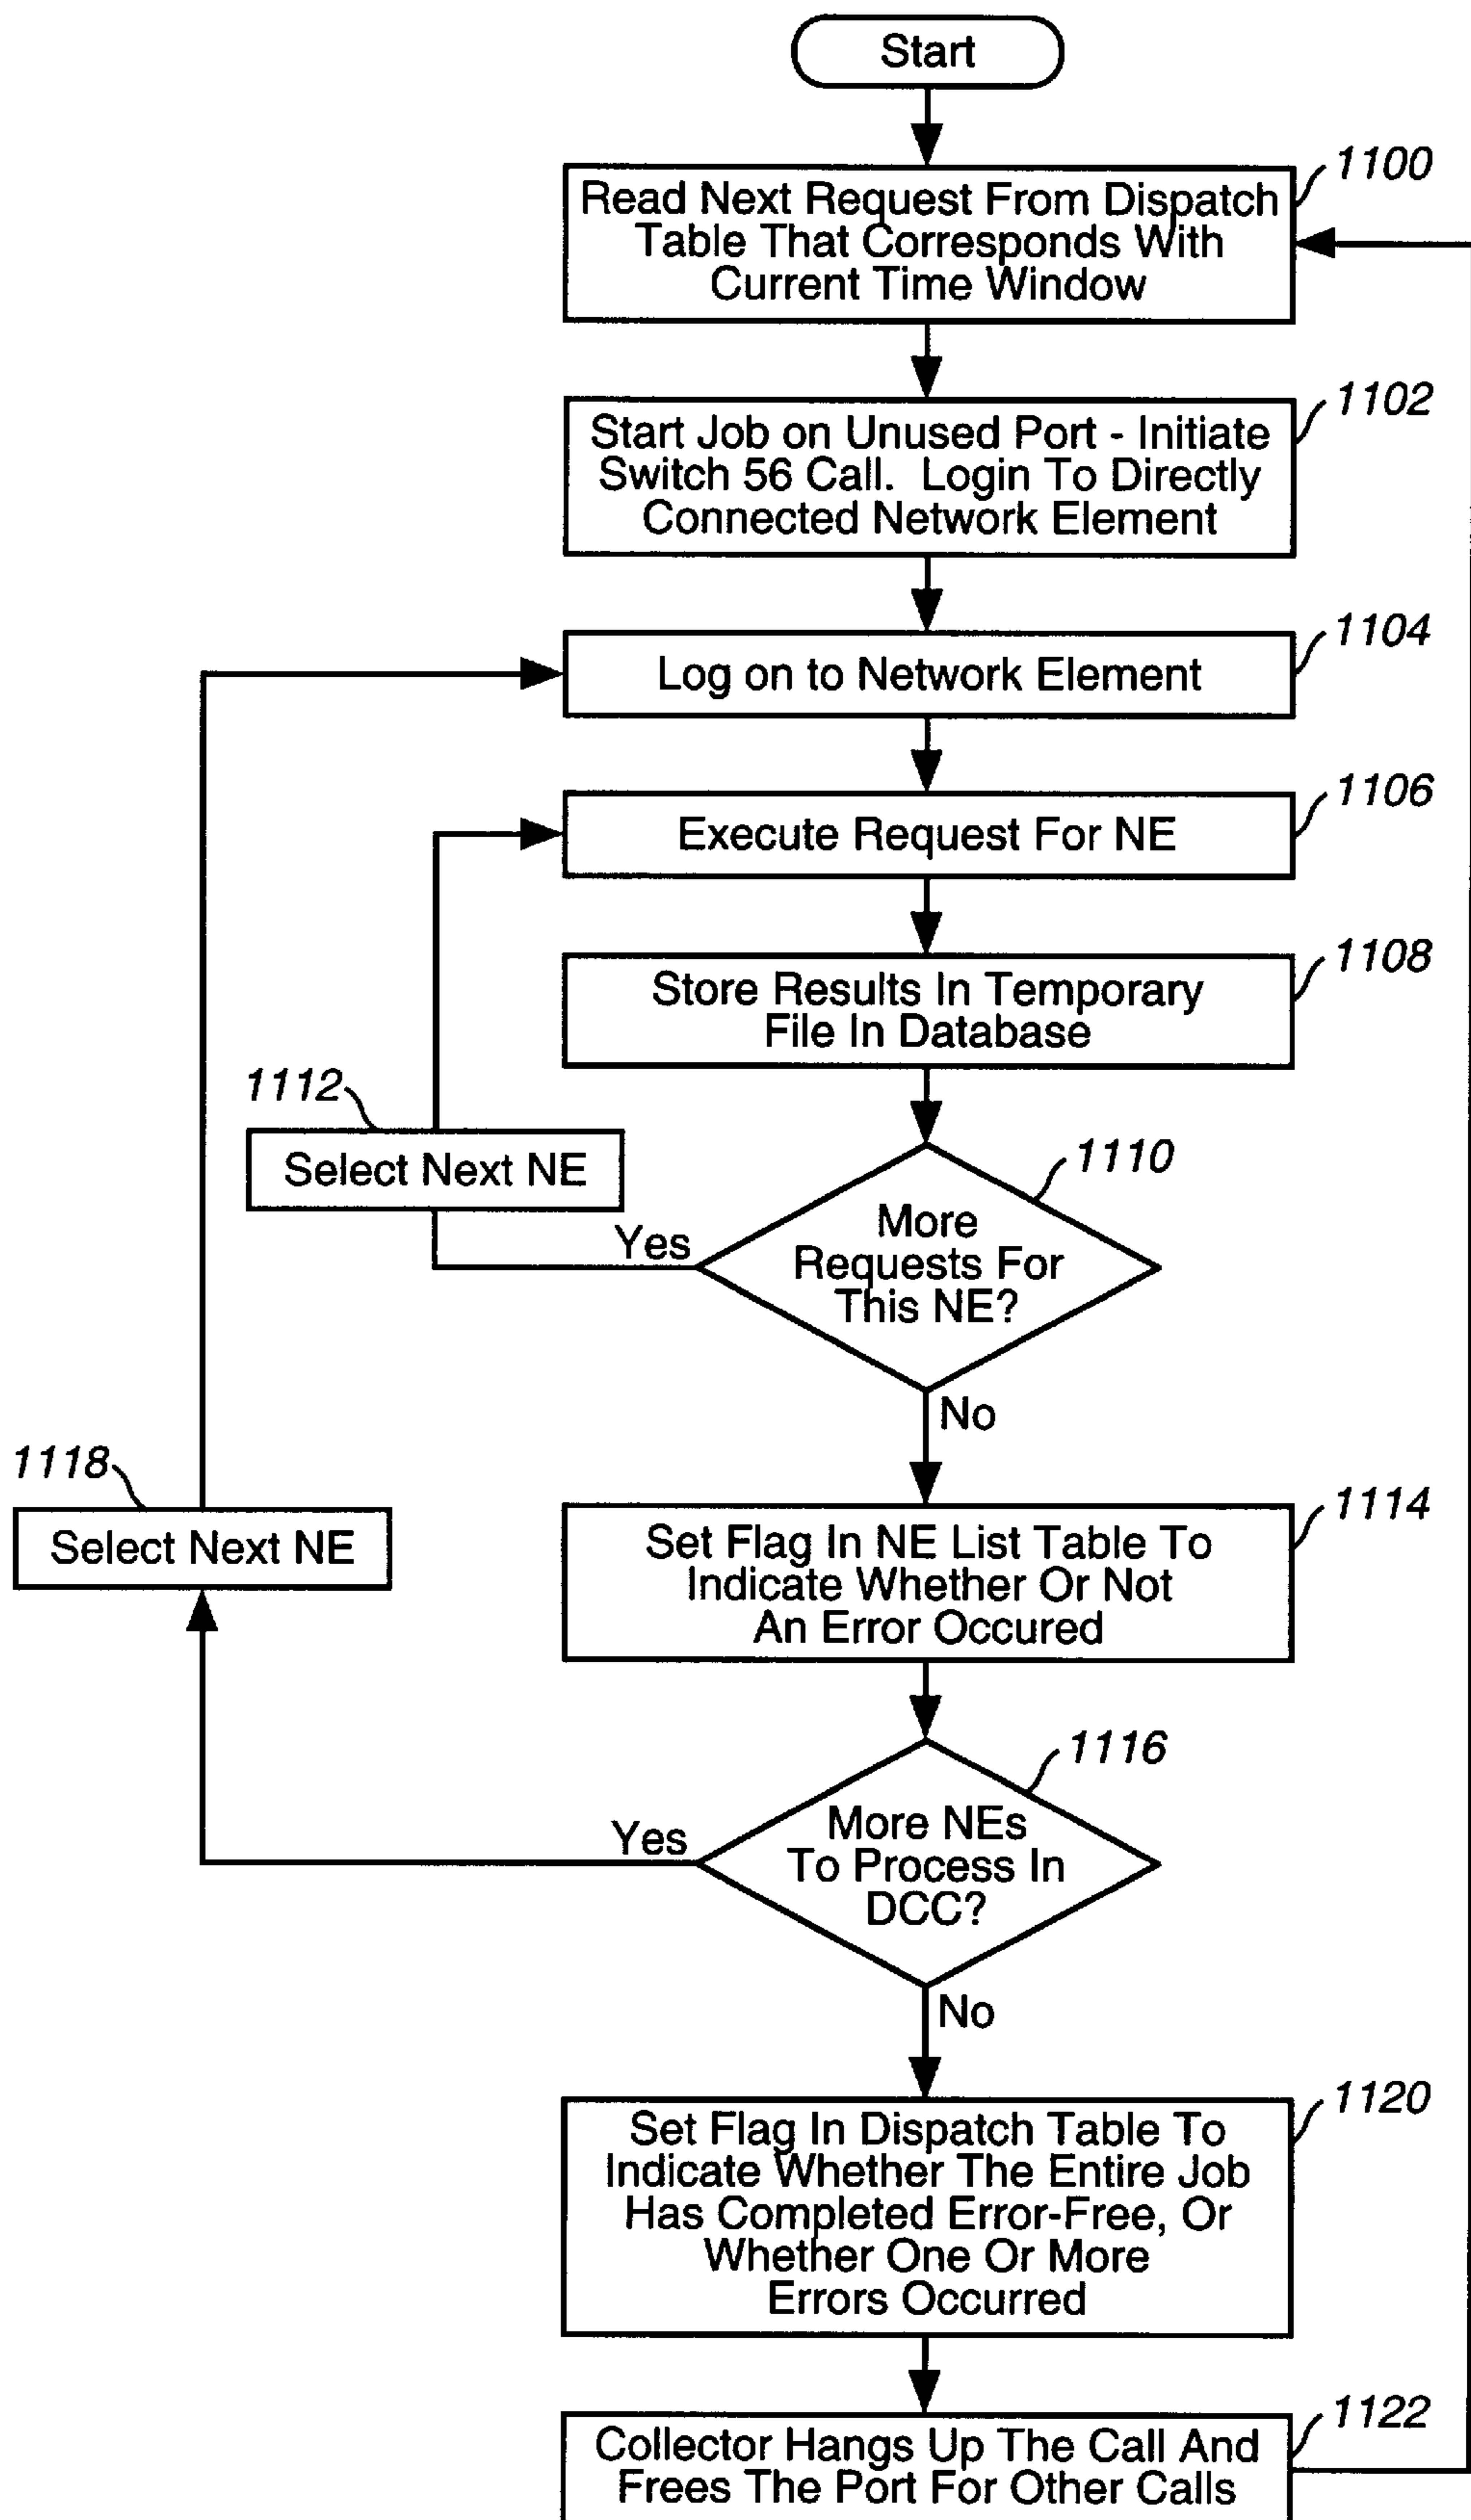 Start
1100
Read Next Request From Dispatch
Table That Corresponds With
Current Time Window
1102
Start Job on Unused Port - Initiate
Switch 56 Call. Login To Directly
Connected Network Element
1104
Log on to Network Element
1106
Execute Request For NE
1108
Store Results In Temporary
File In Database
1112
Select Next NE
1110
More
Requests For
This NE?
Yes
No
1118
Select Next NE
1114
Set Flag In NE List Table To
Indicate Whether Or Not
An Error Occured
1116
More NEs
To Process In
DCC?
Yes
No
1120
Set Flag In Dispatch Table To
Indicate Whether The Entire Job
Has Completed Error-Free, Or
Whether One Or More
Errors Occurred
1122
Collector Hangs Up The Call And
Frees The Port For Other Calls